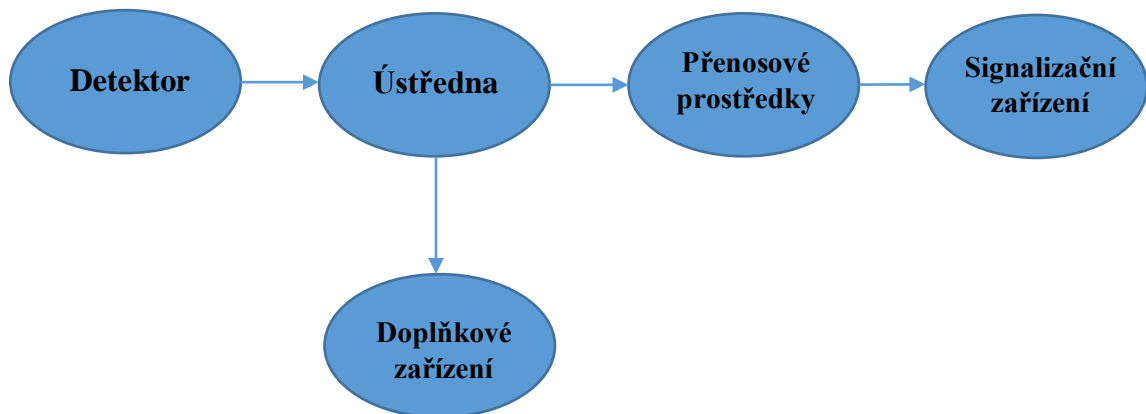 Detektor
Ústředna
Přenosové
prostředky
Signalizační
zařízení
Doplňkové
zařízení